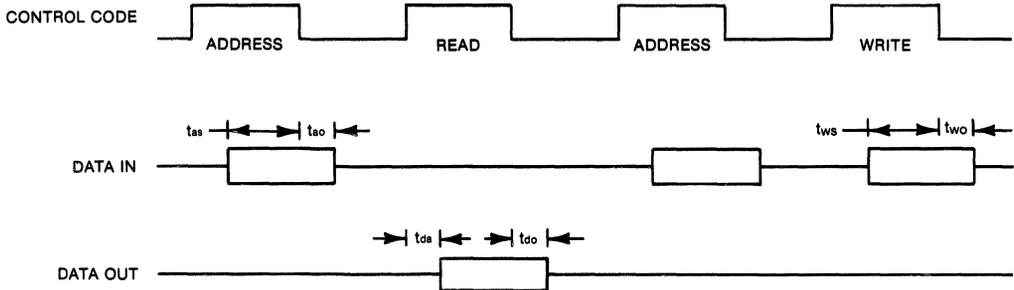 CONTROL CODE
ADDRESS READ ADDRESS WRITE
tas tao tws two
DATA IN
tda tdo
DATA OUT